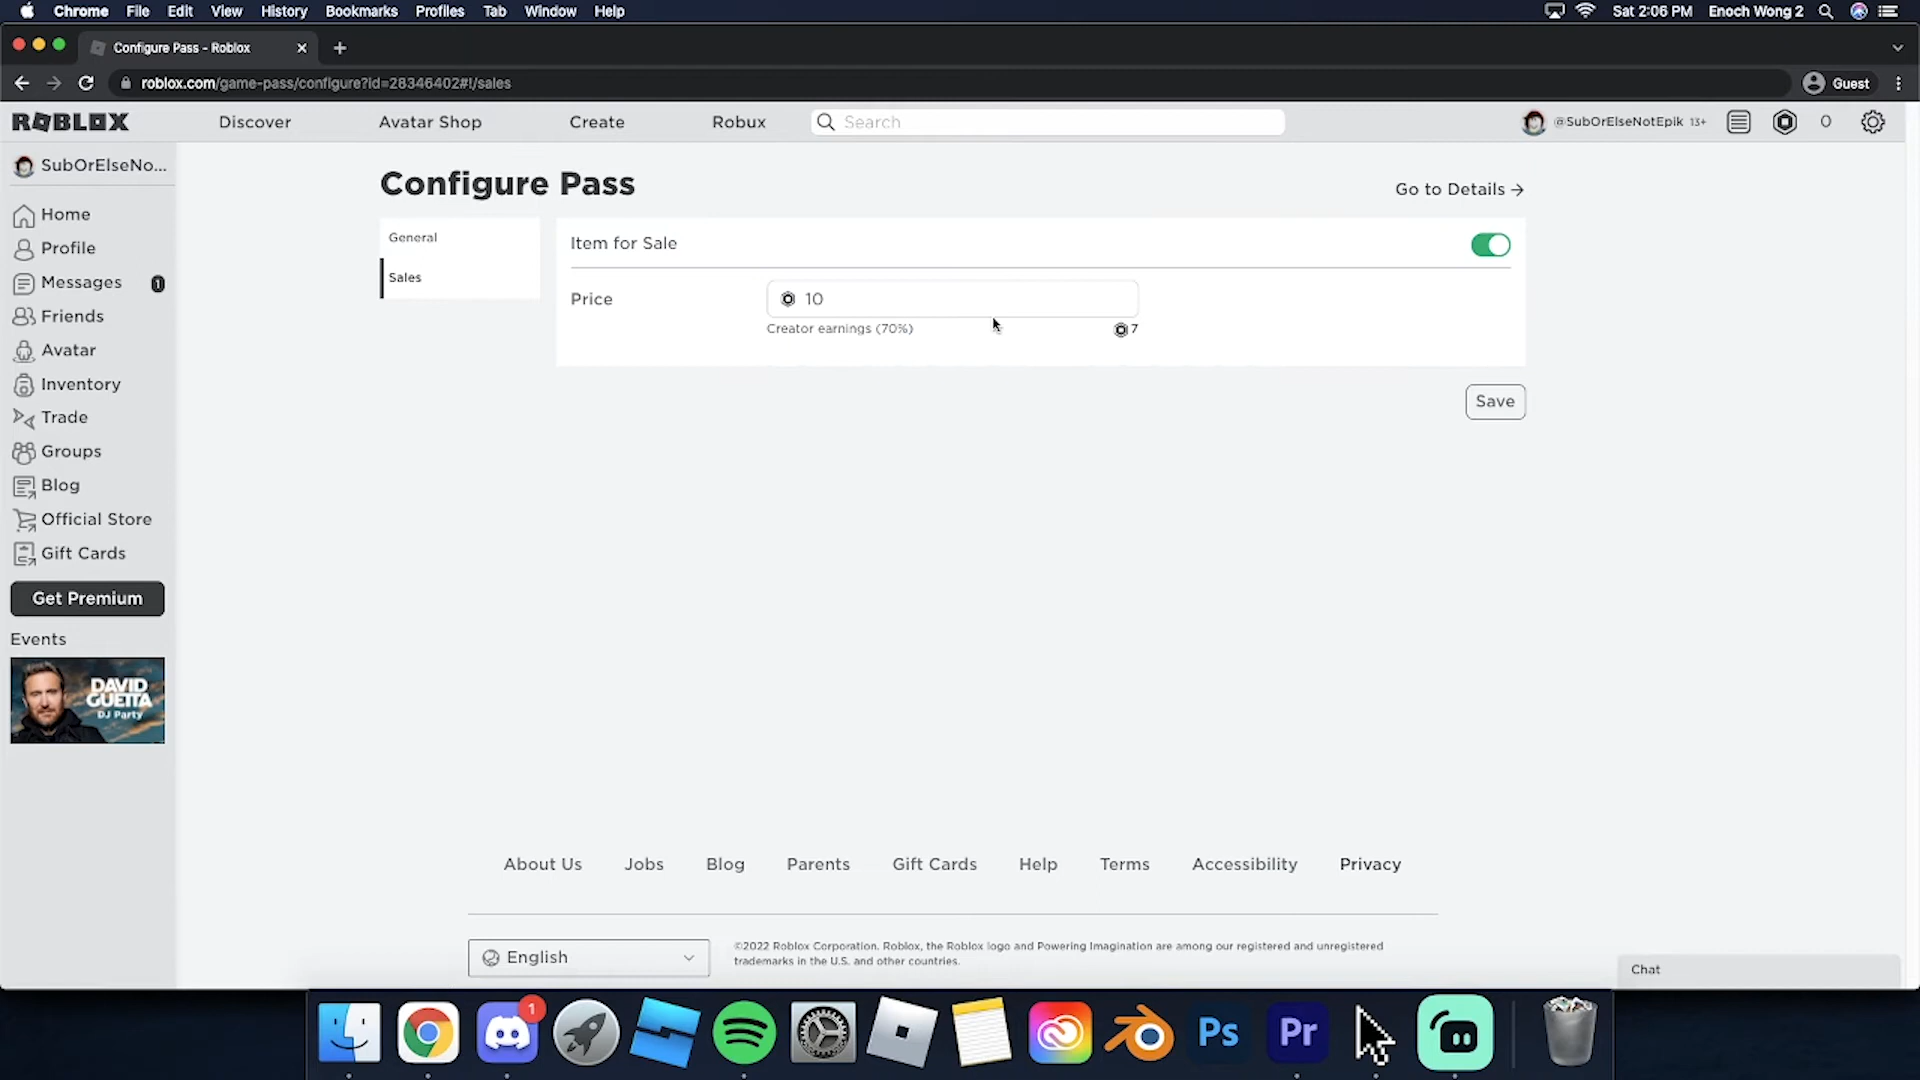 Chrome File Edit View History Bookmarks Profiles Tab Window Help Sat 2:06 PM Enoch Wong 2
Configure Pass - Roblox
roblox.com/game-pass/configure?id=28346402#!/sales Guest
ROBLOX Discover Avatar Shop Create Robux Search @SubOrElseNotEpik 13+ 0
SubOrElseNo...
Home
Profile
Messages 1
Friends
Avatar
Inventory
Trade
Groups
Blog
Official Store
Gift Cards
Get Premium
Events
DAVID
GUETTA
DJ Party
Configure Pass
Go to Details →
General
Sales
Item for Sale
Price 10
Creator earnings (70%) 7
Save
About Us Jobs Blog Parents Gift Cards Help Terms Accessibility Privacy
English
©2022 Roblox Corporation. Roblox, the Roblox logo and Powering Imagination are among our registered and unregistered
trademarks in the U.S. and other countries.
Chat
1
Ps Pr